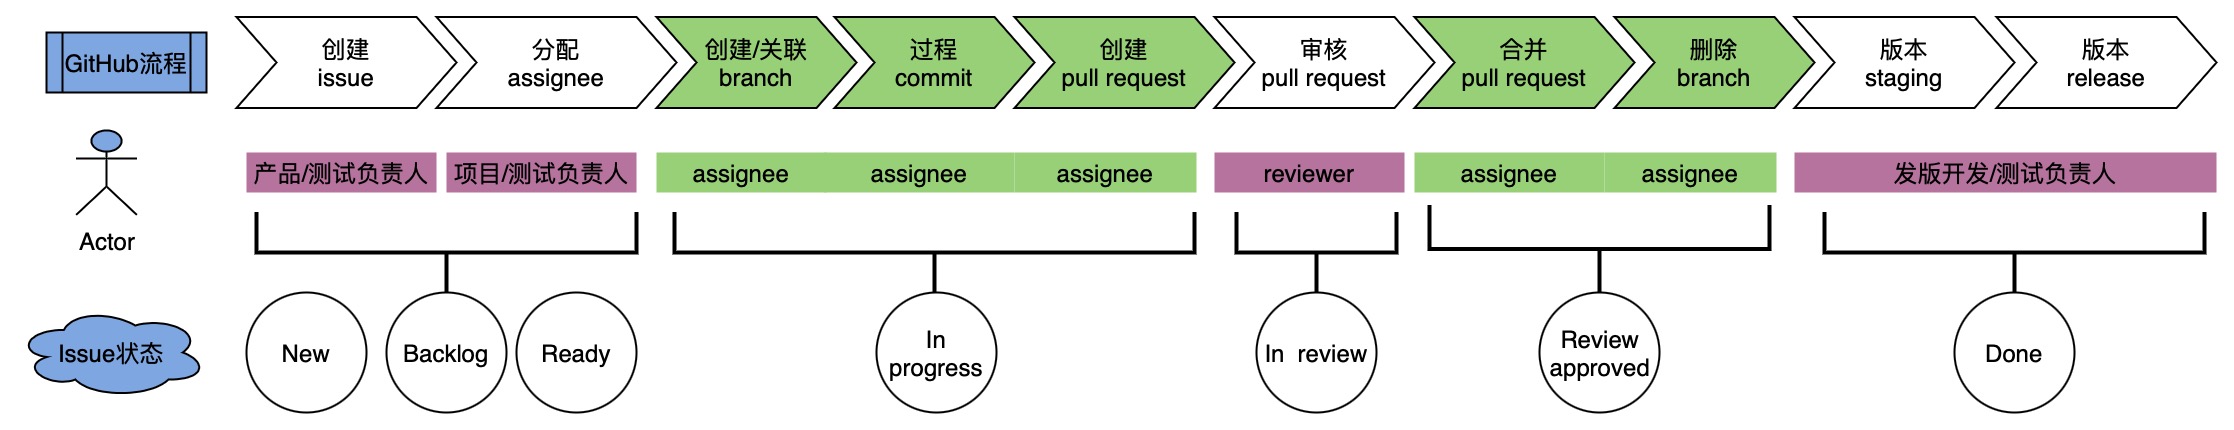 GitHub流程
创建
issue
分配
assignee
创建/关联
branch
过程
commit
创建
pull request
审核
pull request
合并
pull request
删除
branch
版本
staging
版本
release
Actor
产品/测试负责人
项目/测试负责人
assignee
assignee
assignee
reviewer
assignee
assignee
发版开发/测试负责人
Issue状态
New
Backlog
Ready
In
progress
In review
Review
approved
Done